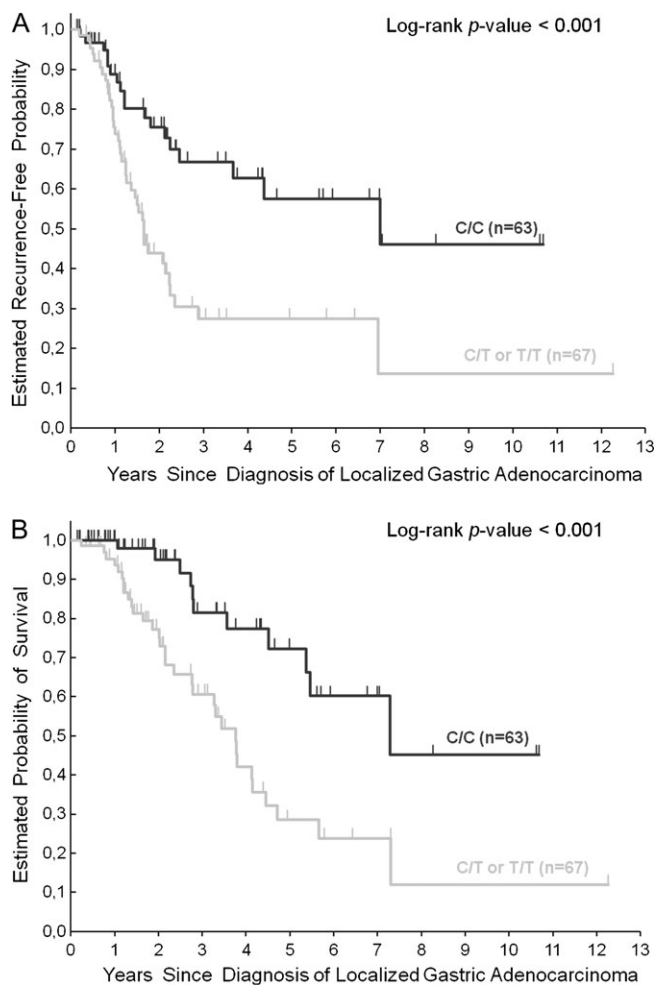 A
Log-rank p-value < 0.001
Estimated Recurrence-Free Probability
1,0
0,9
0,8
0,7
0,6
0,5
0,4
0,3
0,2
0,1
0,0
C/C (n=63)
C/T or T/T (n=67)
0 1 2 3 4 5 6 7 8 9 10 11 12 13
Years Since Diagnosis of Localized Gastric Adenocarcinoma
B
Log-rank p-value < 0.001
Estimated Probability of Survival
1,0
0,9
0,8
0,7
0,6
0,5
0,4
0,3
0,2
0,1
0,0
C/C (n=63)
C/T or T/T (n=67)
0 1 2 3 4 5 6 7 8 9 10 11 12 13
Years Since Diagnosis of Localized Gastric Adenocarcinoma